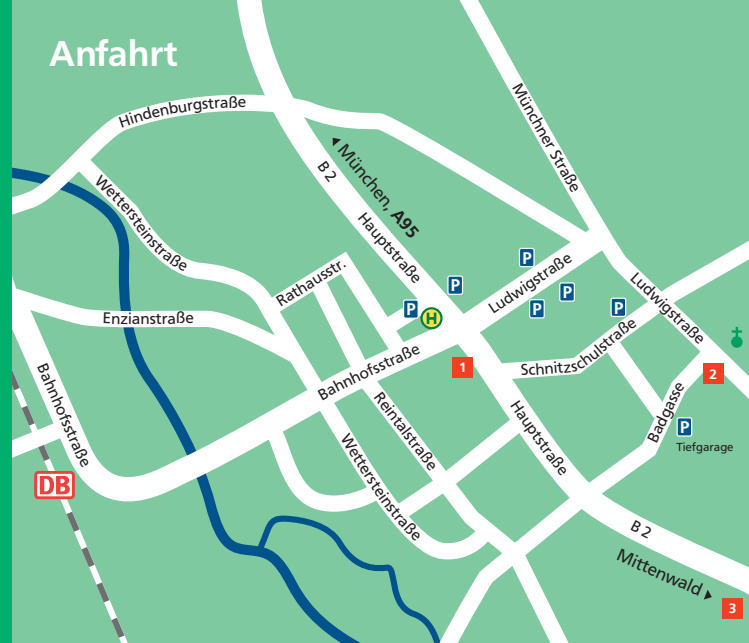 Anfahrt
Hindenburgstraße
Münchner Straße
B 2
München, A95
Wettersteinstraße
Hauptstraße
Rathausstr.
Ludwigstraße
P
P
P
P
P
P
H
Ludwigstraße
Enzianstraße
Schnitzschulstraße
Bahnhofsstraße
1
2
Bahnhofsstraße
Reintalstraße
Hauptstraße
Badgasse
P
Tiefgarage
Wettersteinstraße
DB
B 2
Mittenwald
3